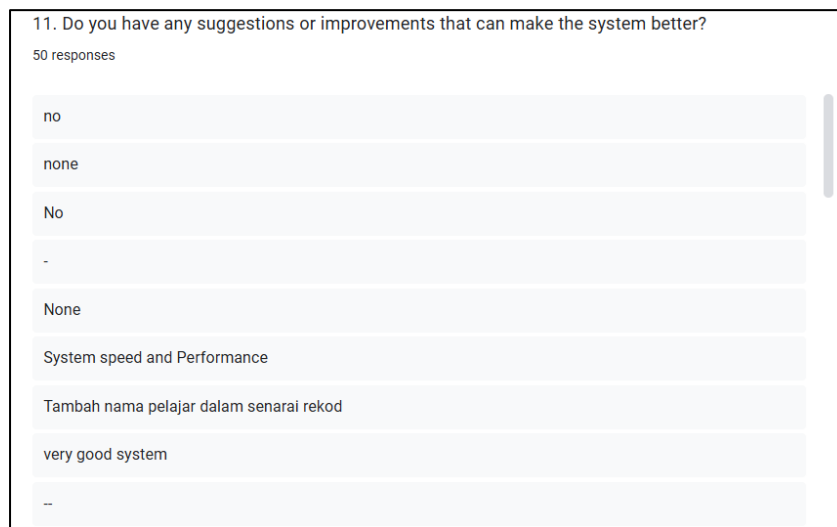 11. Do you have any suggestions or improvements that can make the system better?
50 responses
no
none
No
-
None
System speed and Performance
Tambah nama pelajar dalam senarai rekod
very good system
--